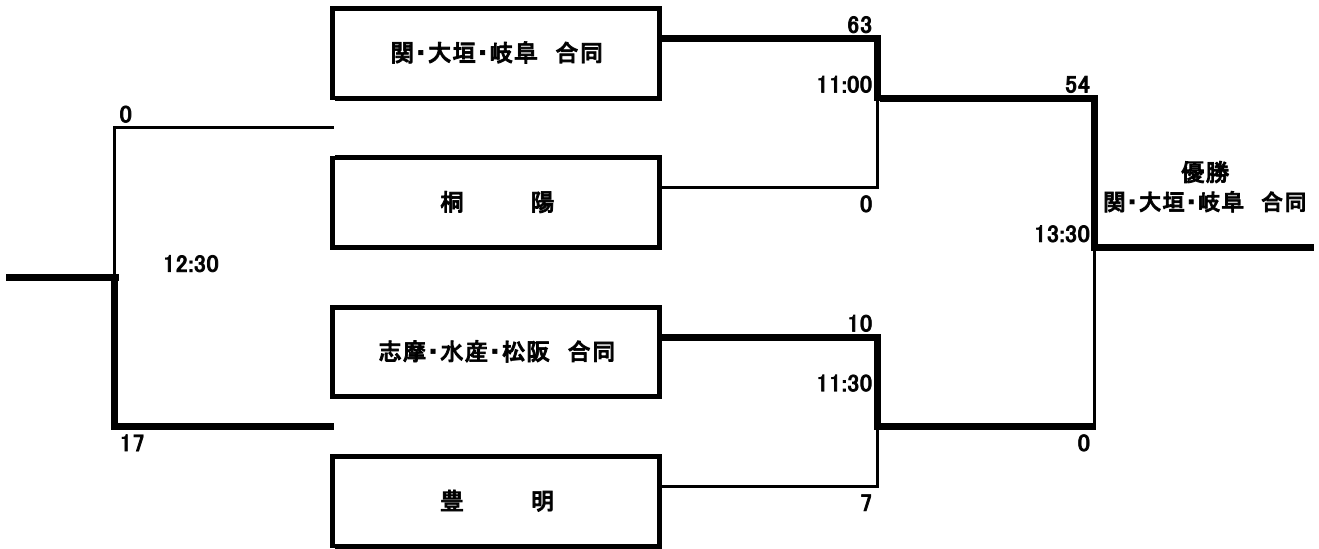 63
関・大垣・岐阜　合同
11:00
54
0
優勝
桐　　　陽
関・大垣・岐阜　合同
0
13:30
12:30
10
志摩・水産・松阪　合同
11:30
17
0
豊　　　明
7